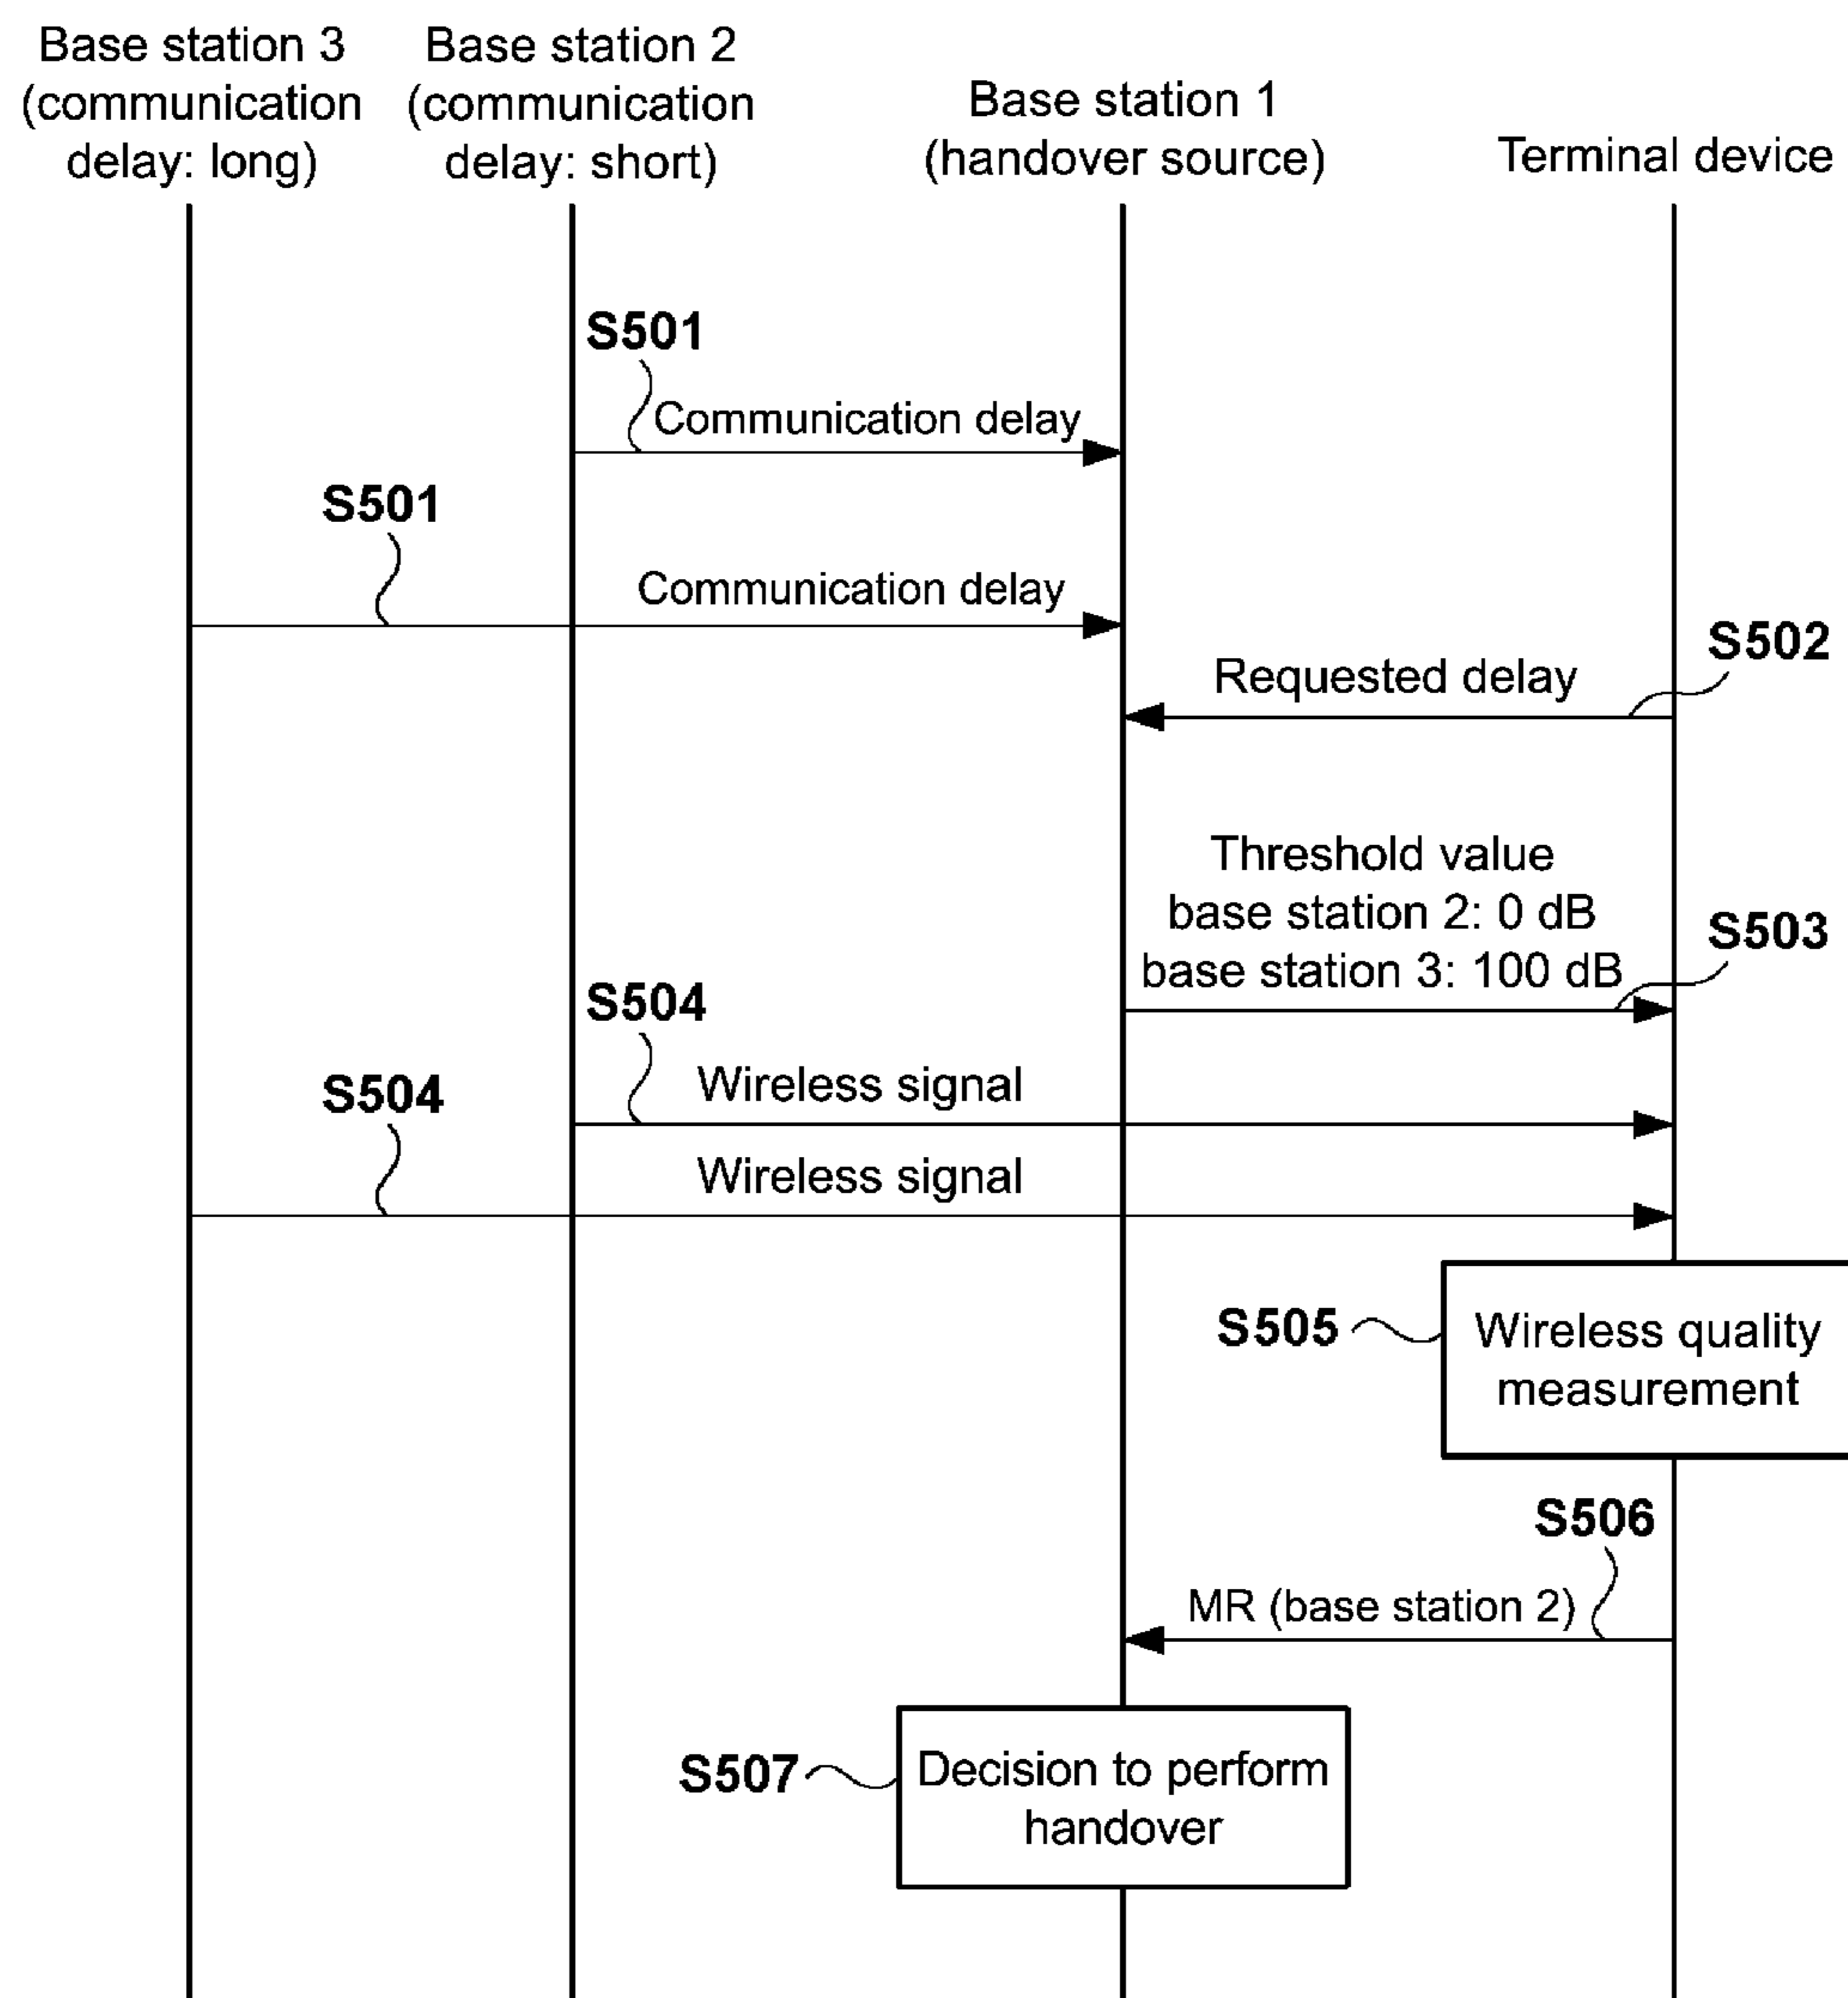 Base station 3
(communication
delay: long)
Base station 2
(communication
delay: short)
Base station 1
(handover source)
Terminal device
S501
Communication delay
S501
Communication delay
S502
Requested delay
Threshold value
base station 2: 0 dB
base station 3: 100 dB
S503
S504
Wireless signal
S504
Wireless signal
S505
Wireless quality
measurement
S506
MR (base station 2)
S507
Decision to perform
handover